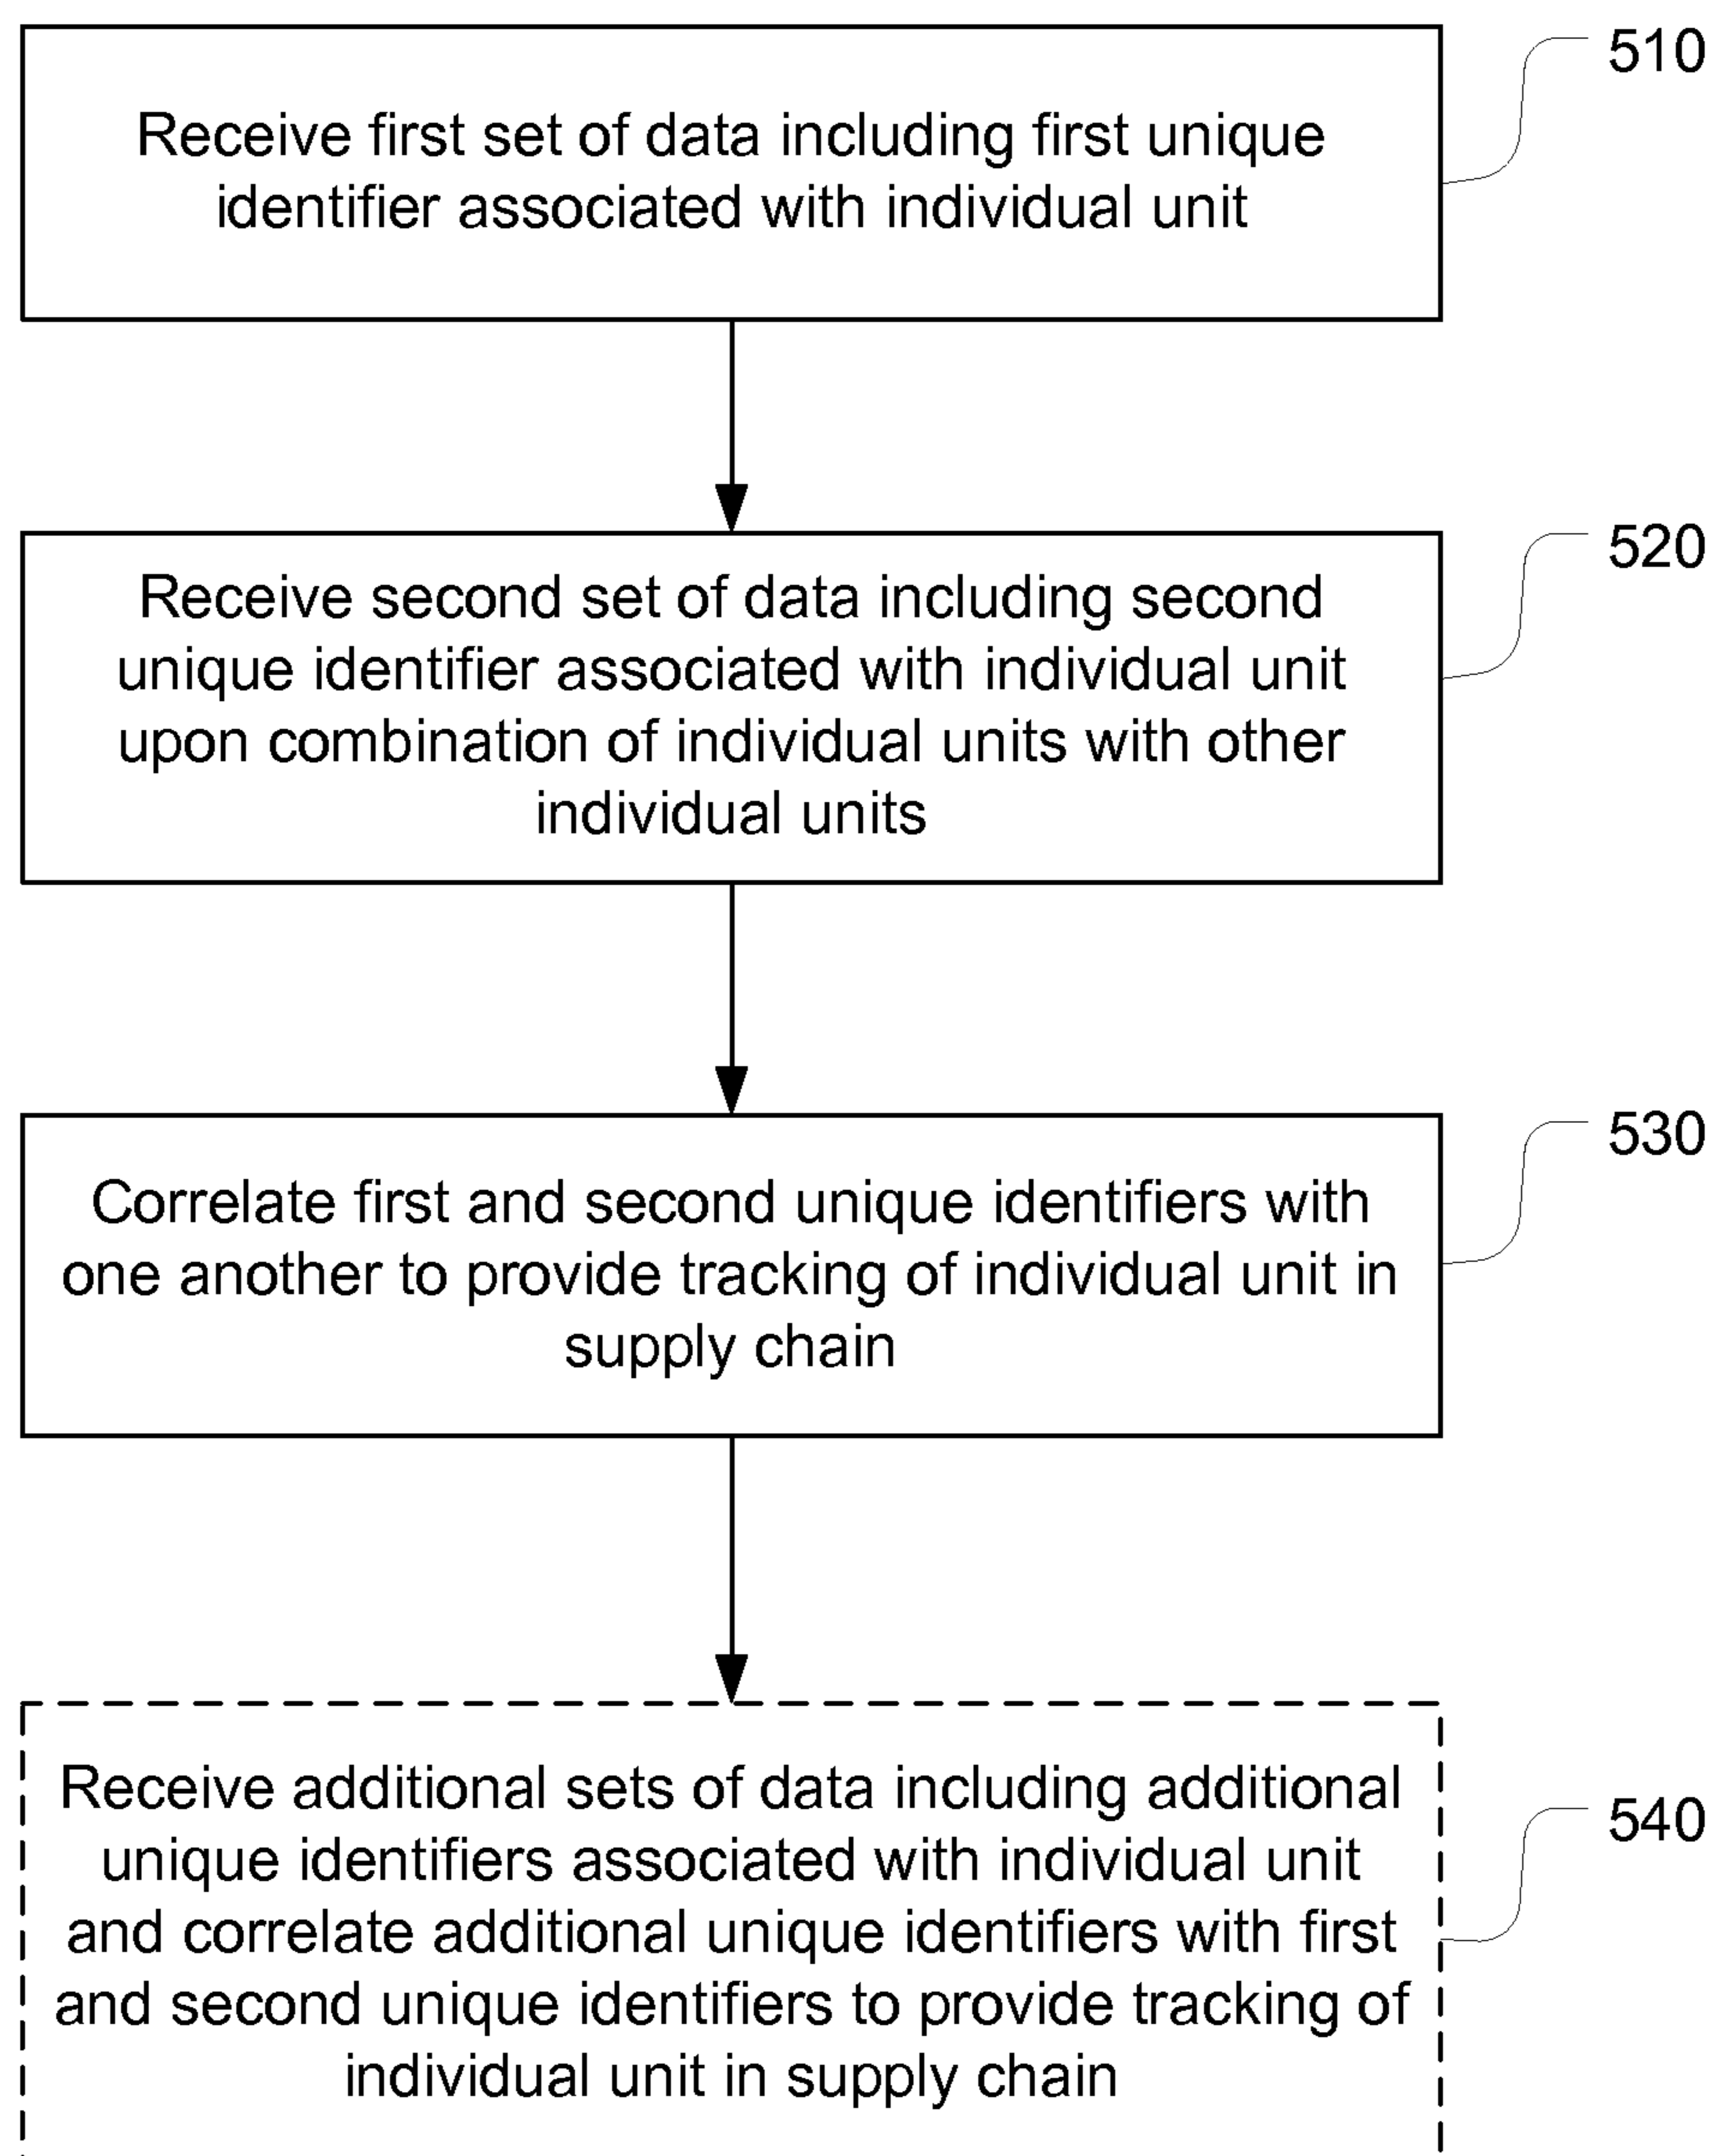 510
Receive first set of data including first unique
identifier associated with individual unit
520
Receive second set of data including second
unique identifier associated with individual unit
upon combination of individual units with other
individual units
530
Correlate first and second unique identifiers with
one another to provide tracking of individual unit in
supply chain
540
Receive additional sets of data including additional
unique identifiers associated with individual unit
and correlate additional unique identifiers with first
and second unique identifiers to provide tracking of
individual unit in supply chain